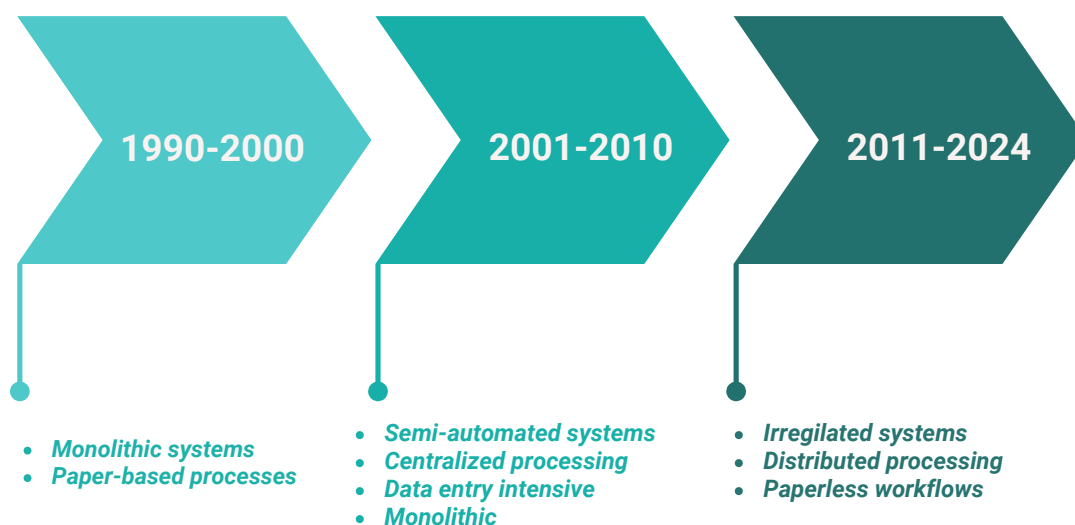 1990-2000
2001-2010
2011-2024
• Monolithic systems
• Paper-based processes
• Semi-automated systems
• Centralized processing
• Data entry intensive
• Monolithic
• Irregilated systems
• Distributed processing
• Paperless workflows